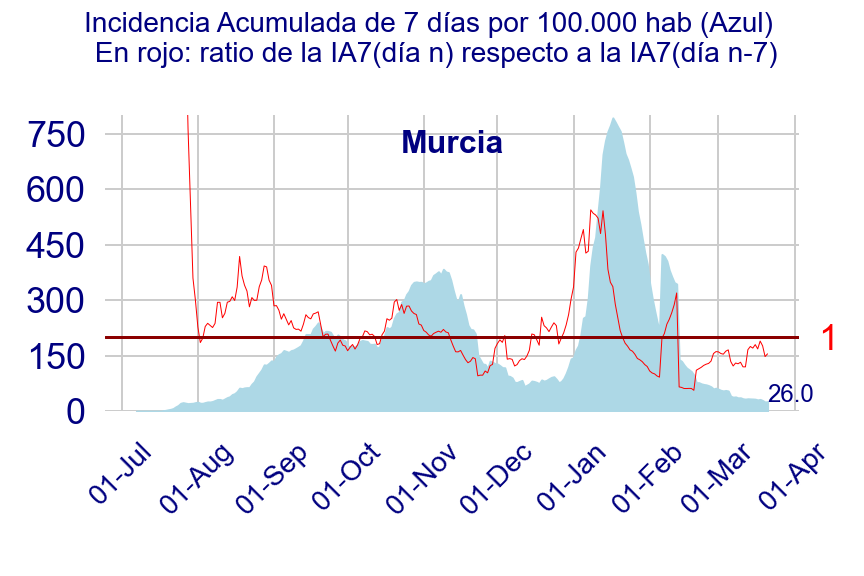 Incidencia Acumulada de 7 días por 100.000 hab (Azul)
En rojo: ratio de la IA7(día n) respecto a la IA7(día n-7)
Murcia
750
600
450
300
150
0
1
26.0
01-Jul
01-Aug
01-Sep
01-Oct
01-Nov
01-Dec
01-Jan
01-Feb
01-Mar
01-Apr